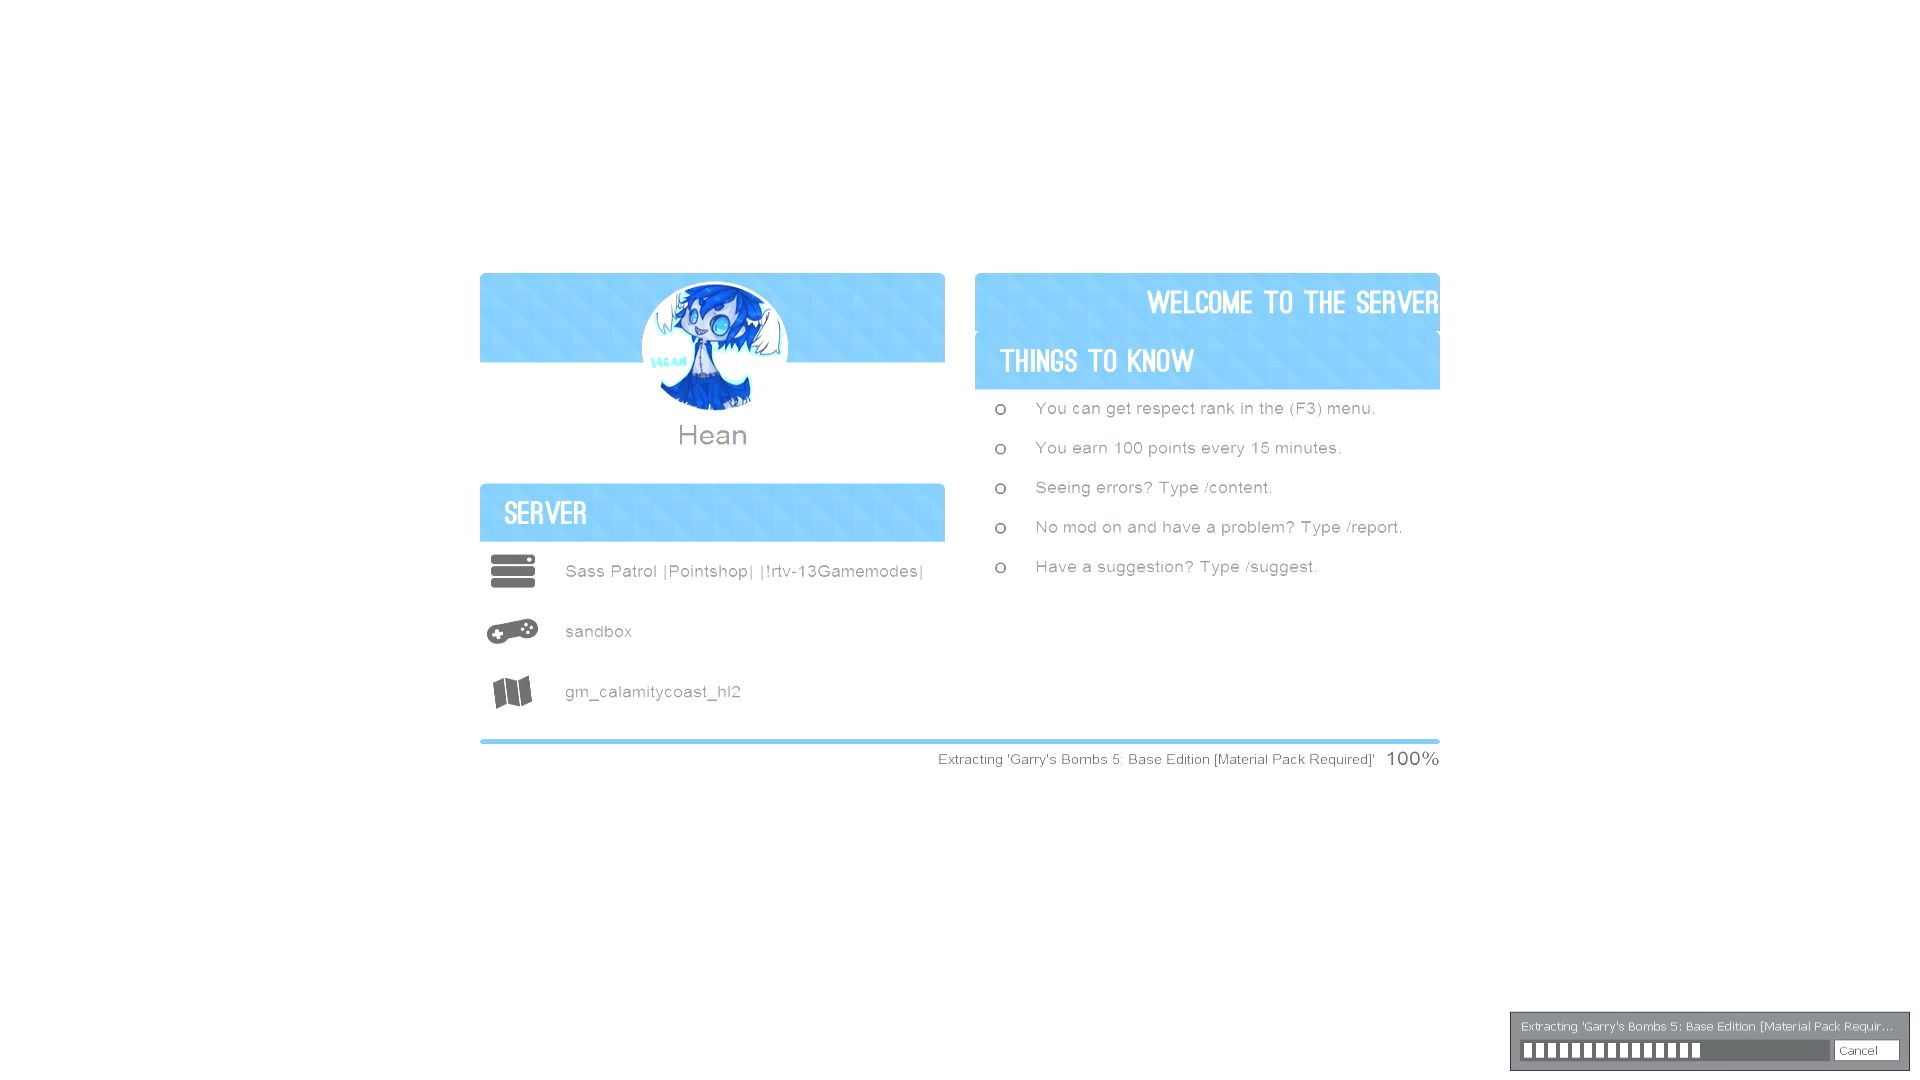 HEAN
Hean
SERVER
Sass Patrol |Pointshop| |!rtv-13Gamemodes|
sandbox
gm_calamitycoast_hl2
WELCOME TO THE SERVER
THINGS TO KNOW
o You can get respect rank in the (F3) menu.
o You earn 100 points every 15 minutes.
o Seeing errors? Type /content.
o No mod on and have a problem? Type /report.
o Have a suggestion? Type /suggest.
Extracting 'Garry's Bombs 5: Base Edition [Material Pack Required]' 100%
Extracting 'Garry's Bombs 5: Base Edition [Material Pack Requir...
Cancel